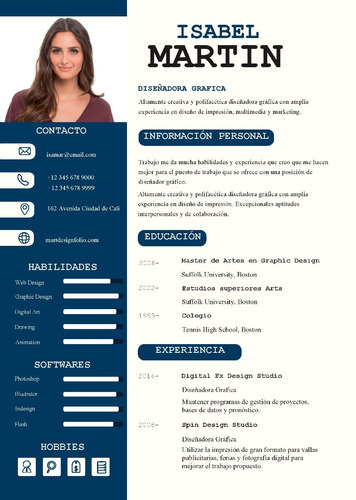 ISABEL
MARTIN
DISEÑADORA GRAFICA
Altamente creativa y polifacética diseñadora gráfica con amplia
experiencia en diseño de impresión, multimedia y marketing.
CONTACTO
isamar@email.com
+12 345 678 9000
+12 345 678 9999
162 Avenida Ciudad de Cali
martdesignfolio.com
HABILIDADES
Web Design
Graphic Design
Digital Art
Drawing
Animation
SOFTWARES
Photoshop
Illustrator
Indesign
Flash
HOBBIES
INFORMACIÓN PERSONAL
Trabajo me da mucha habilidades y experiencia que creo que me hacen
mejor para el puesto de trabajo que se ofrece con una posición de
diseñador gráfico.
Altamente creativa y polifacética diseñadora gráfica con amplia
experiencia en diseño de impresión. Excepcionales aptitudes
interpersonales y de colaboración.
EDUCACIÓN
2006- Master de Artes en Graphic Design
Suffolk University, Boston
2002- Estudios superiores Arts
Suffolk University, Boston
1998- Colegio
Tennis High School, Boston
EXPERIENCIA
2014- Digital Fx Design Studio
Diseñadora Grafica
Mantener programas de gestión de proyectos,
bases de datos y pronóstico.
2008- Spin Design Studio
Diseñadora Gráfica
Utilizar la impresión de gran formato para vallas
publicitarias, ferias y fotografía digital para
mejorar el trabajo propuesto.